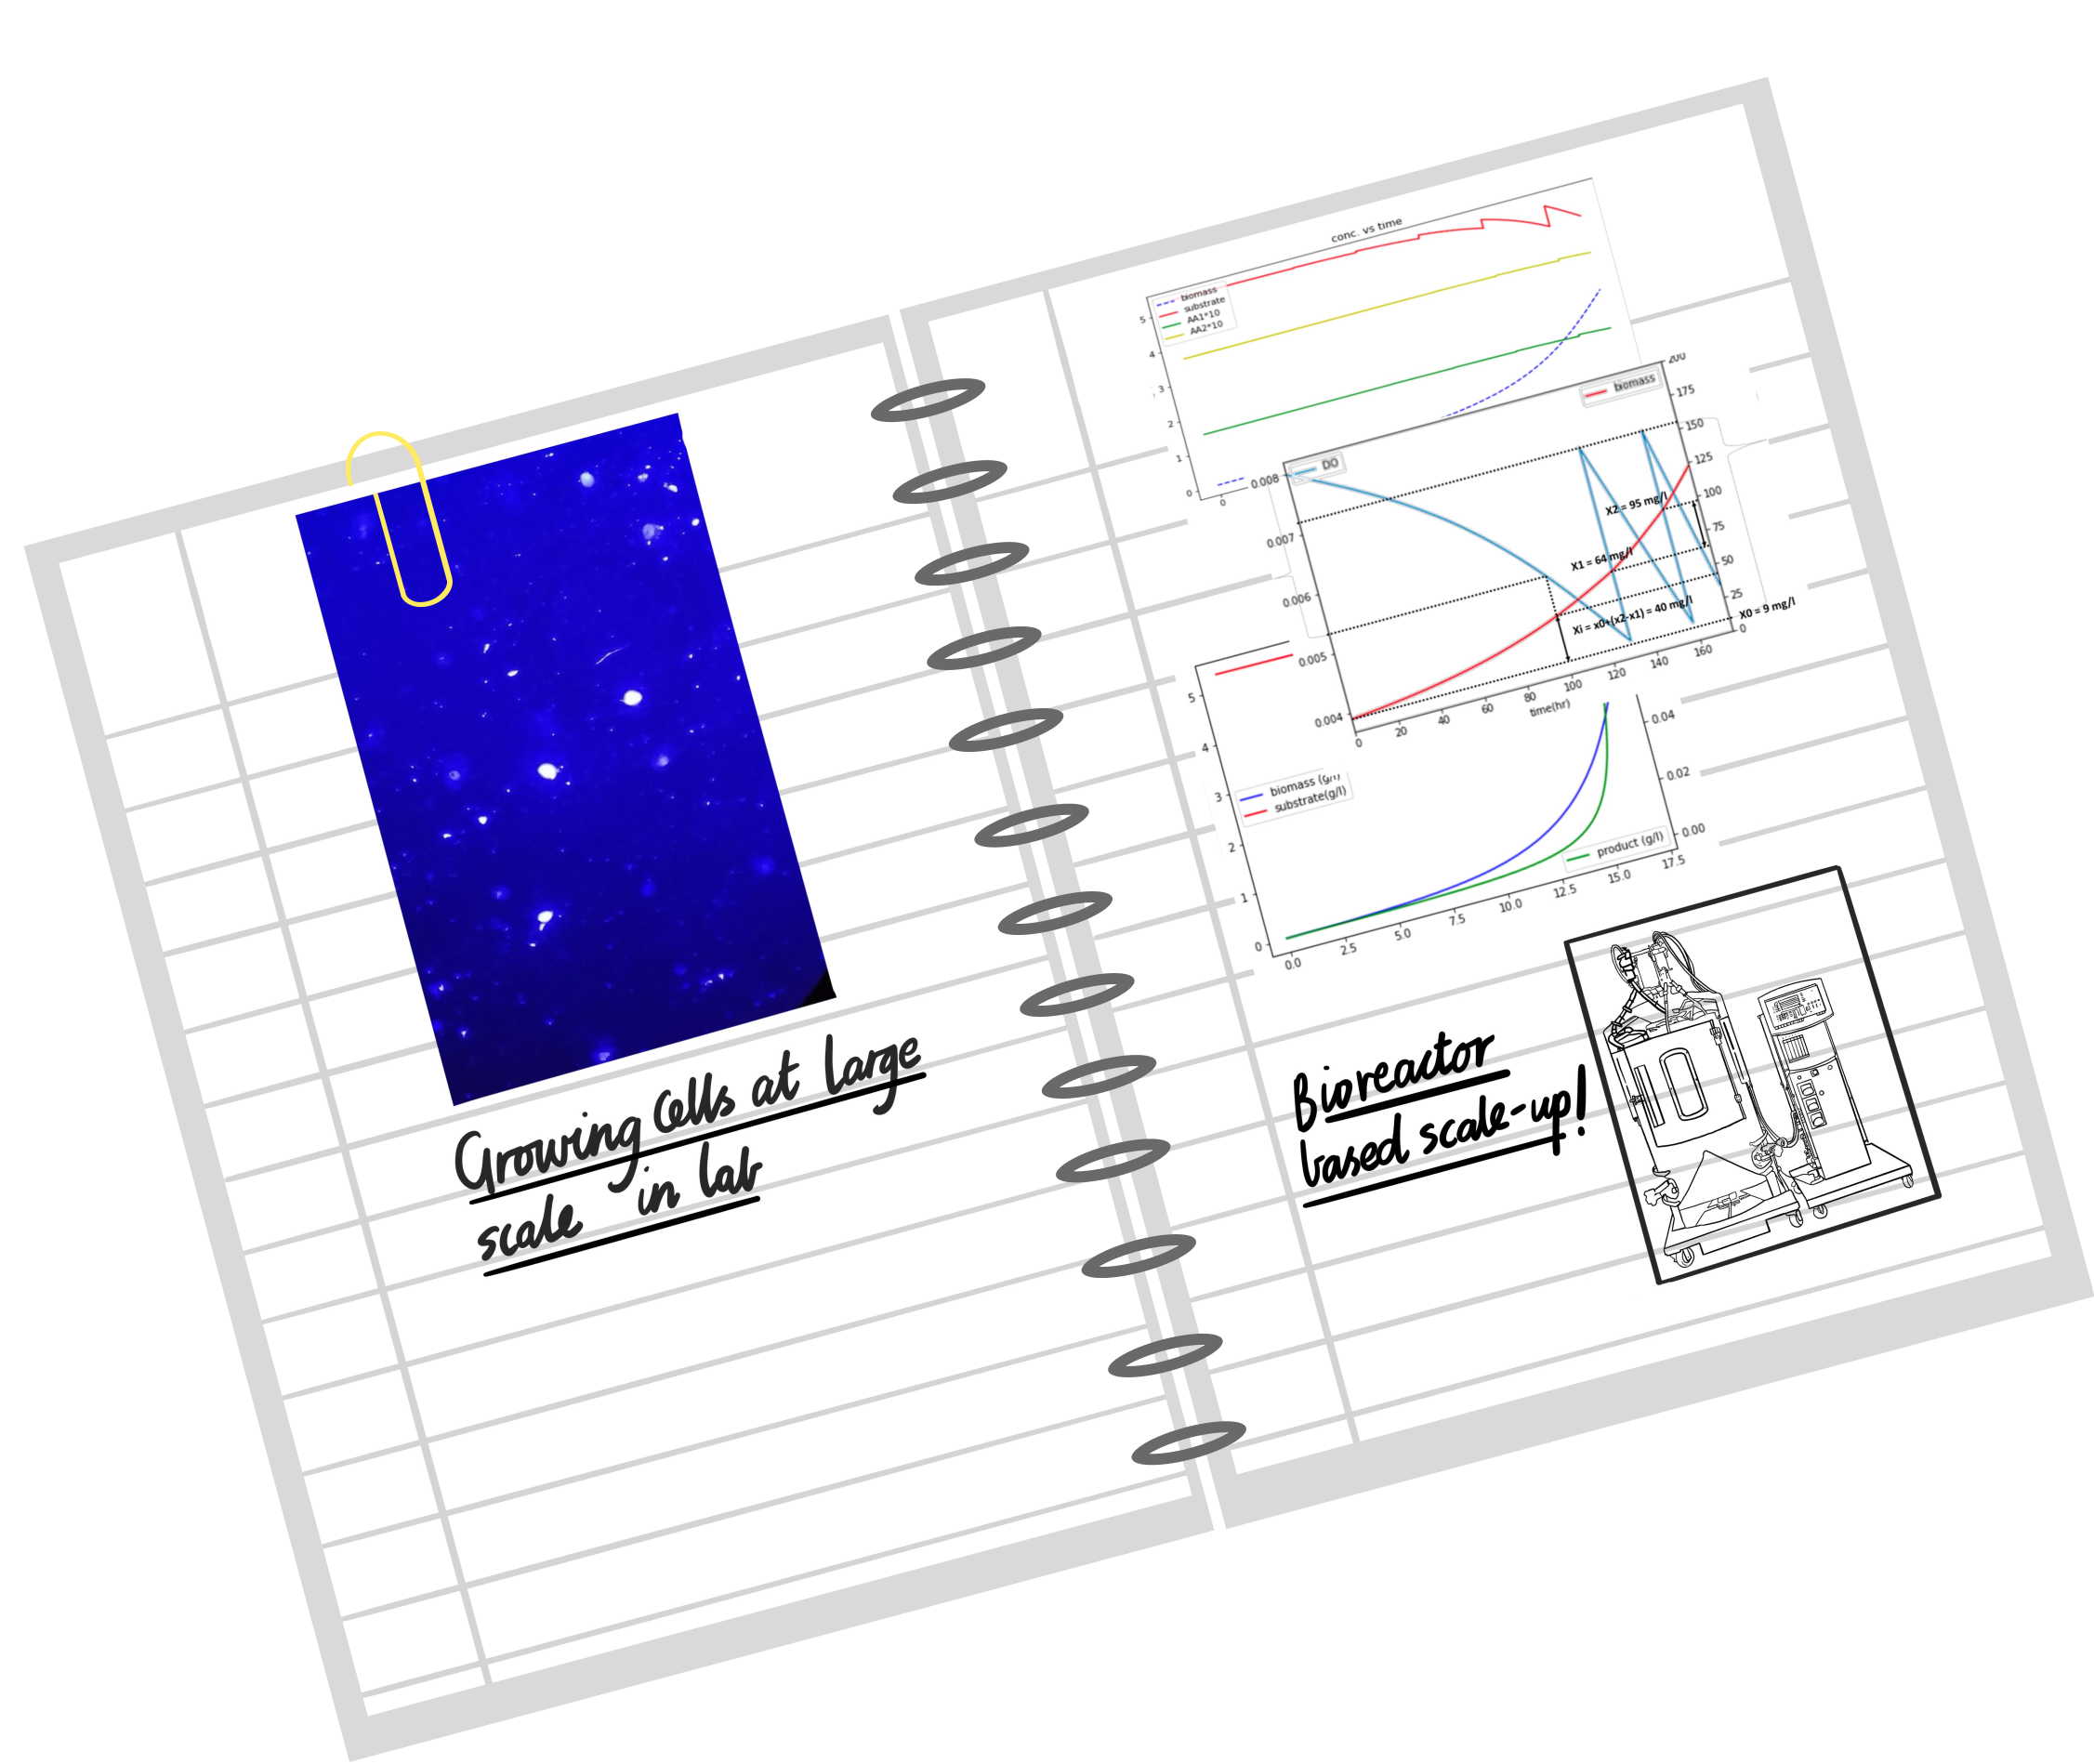 Growing cells at large
scale in lab
conc. vs time
biomass
substrate
AA1*10
AA2*10
5
4
3
2
1
0
0
biomass
DO
0.008
0.007
0.006
0.005
0.004
200
175
150
125
100
75
50
25
0
X2 = 95 mg/l
X1 = 64 mg/l
Xi = x0+(x2-x1) = 40 mg/l
X0 = 9 mg/l
0 20 40 60 80 100 120 140 160
time(hr)
5
4
3
2
1
0
biomass (g/l)
substrate(g/l)
product (g/l)
0.04
0.02
0.00
0.0 2.5 5.0 7.5 10.0 12.5 15.0 17.5
Bioreactor
based scale-up!